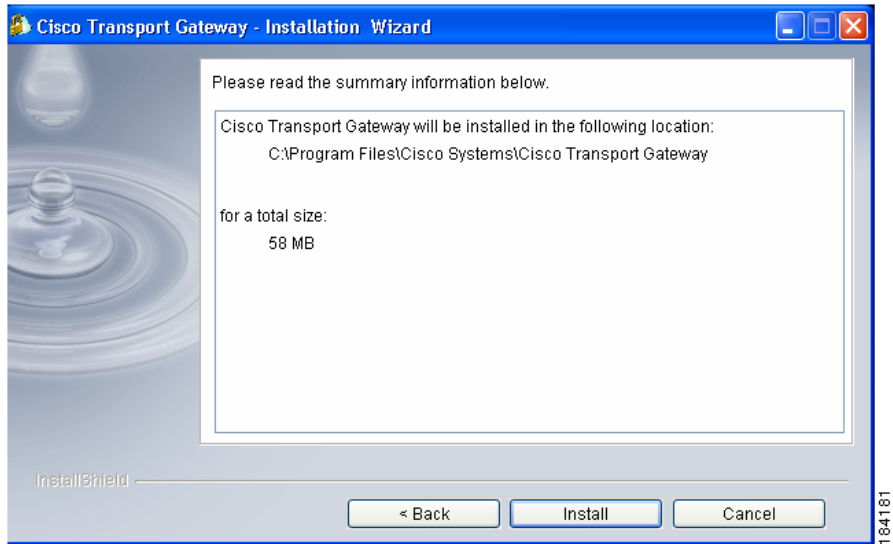 Cisco Transport Gateway - Installation Wizard
Please read the summary information below.
Cisco Transport Gateway will be installed in the following location:
C:\Program Files\Cisco Systems\Cisco Transport Gateway
for a total size:
58 MB
InstallShield
< Back
Install
Cancel
184181